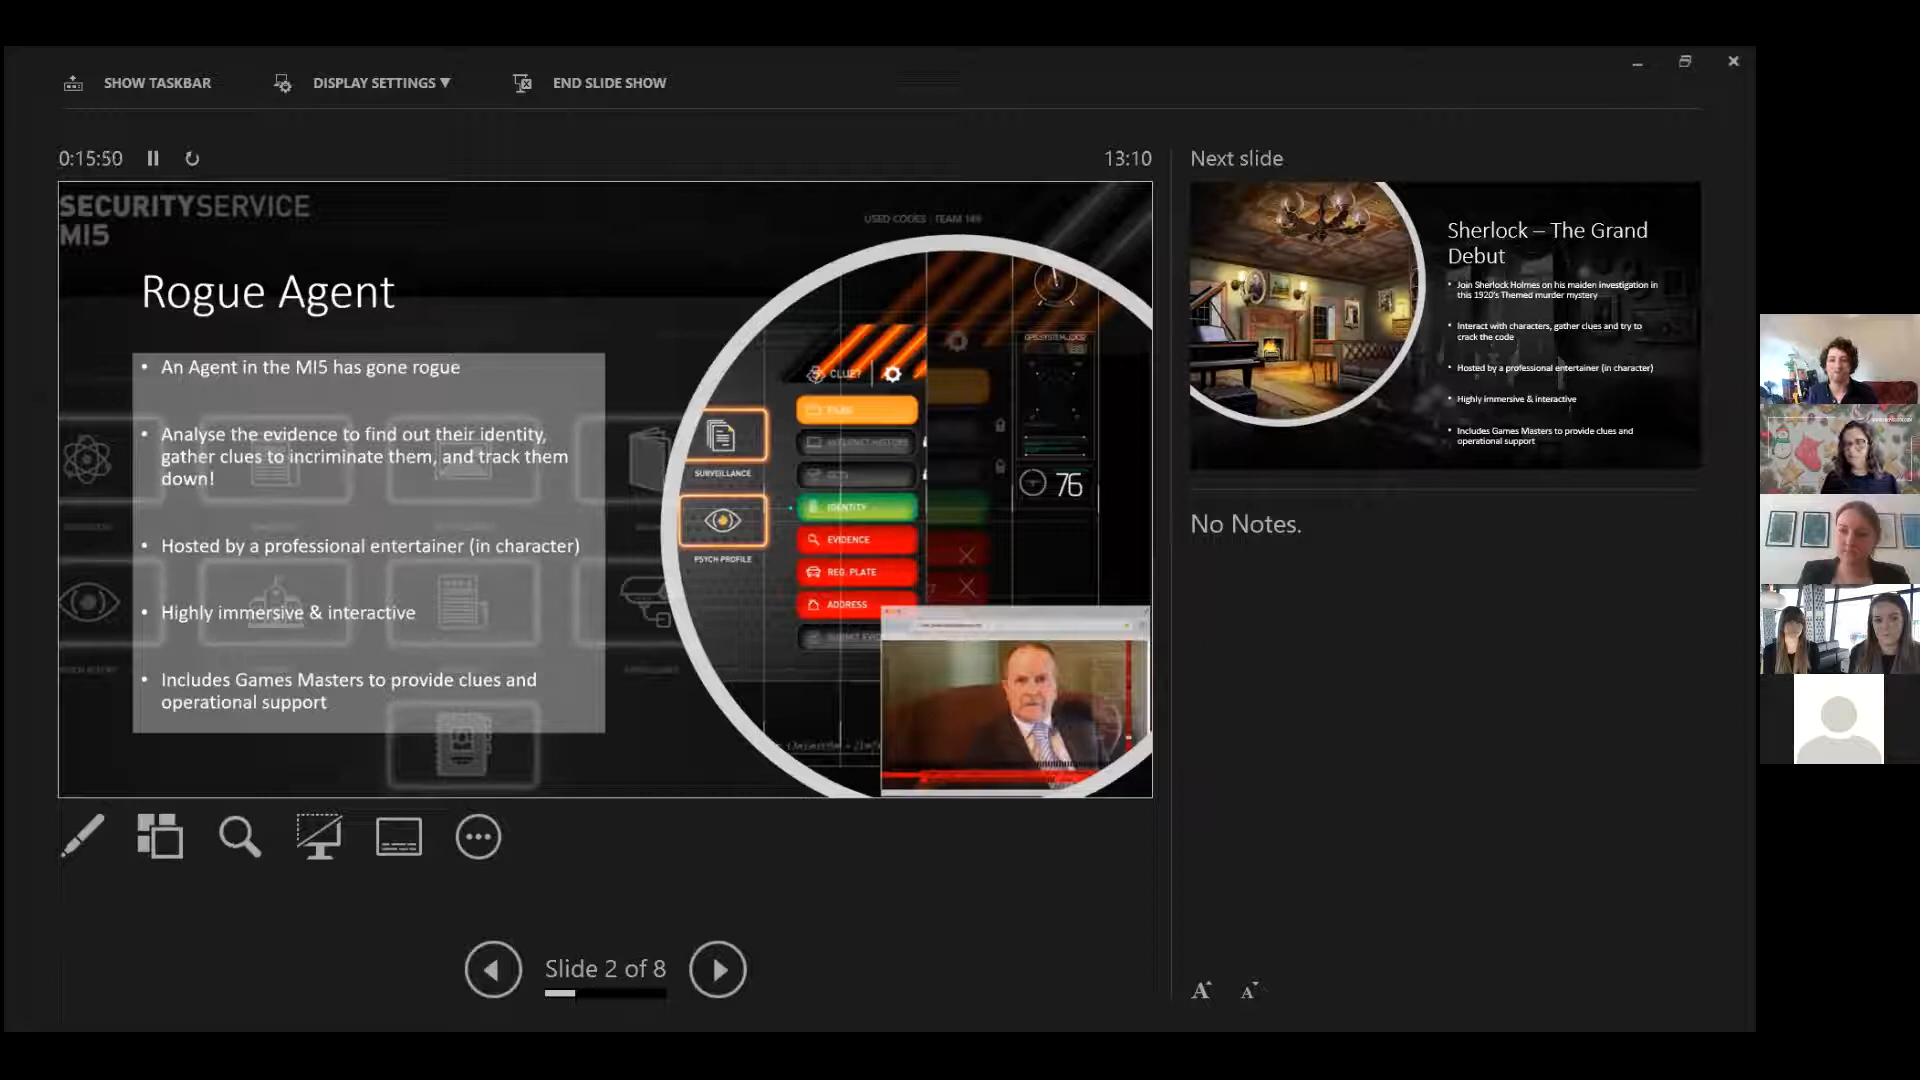 SHOW TASKBAR
DISPLAY SETTINGS ▼
END SLIDE SHOW
0:15:50
13:10
SECURITYSERVICE
MI5
USED CODES TEAM
Rogue Agent
• An Agent in the MI5 has gone rogue
• Analyse the evidence to find out their identity,
gather clues to incriminate them, and track them
down!
• Hosted by a professional entertainer (in character)
• Highly immersive & interactive
• Includes Games Masters to provide clues and
operational support
CLUE?
SURVEILLANCE
PSYCH PROFILE
IDENTITY
EVIDENCE
REG. PLATE
ADDRESS
76
Next slide
Sherlock – The Grand
Debut
• Join Sherlock Holmes on his maiden investigation in
this 1920's Themed murder mystery
• Interact with characters, gather clues and try to
crack the code
• Hosted by a professional entertainer (in character)
• Highly immersive & interactive
• Includes Games Masters to provide clues and
operational support
No Notes.
Slide 2 of 8
A
A